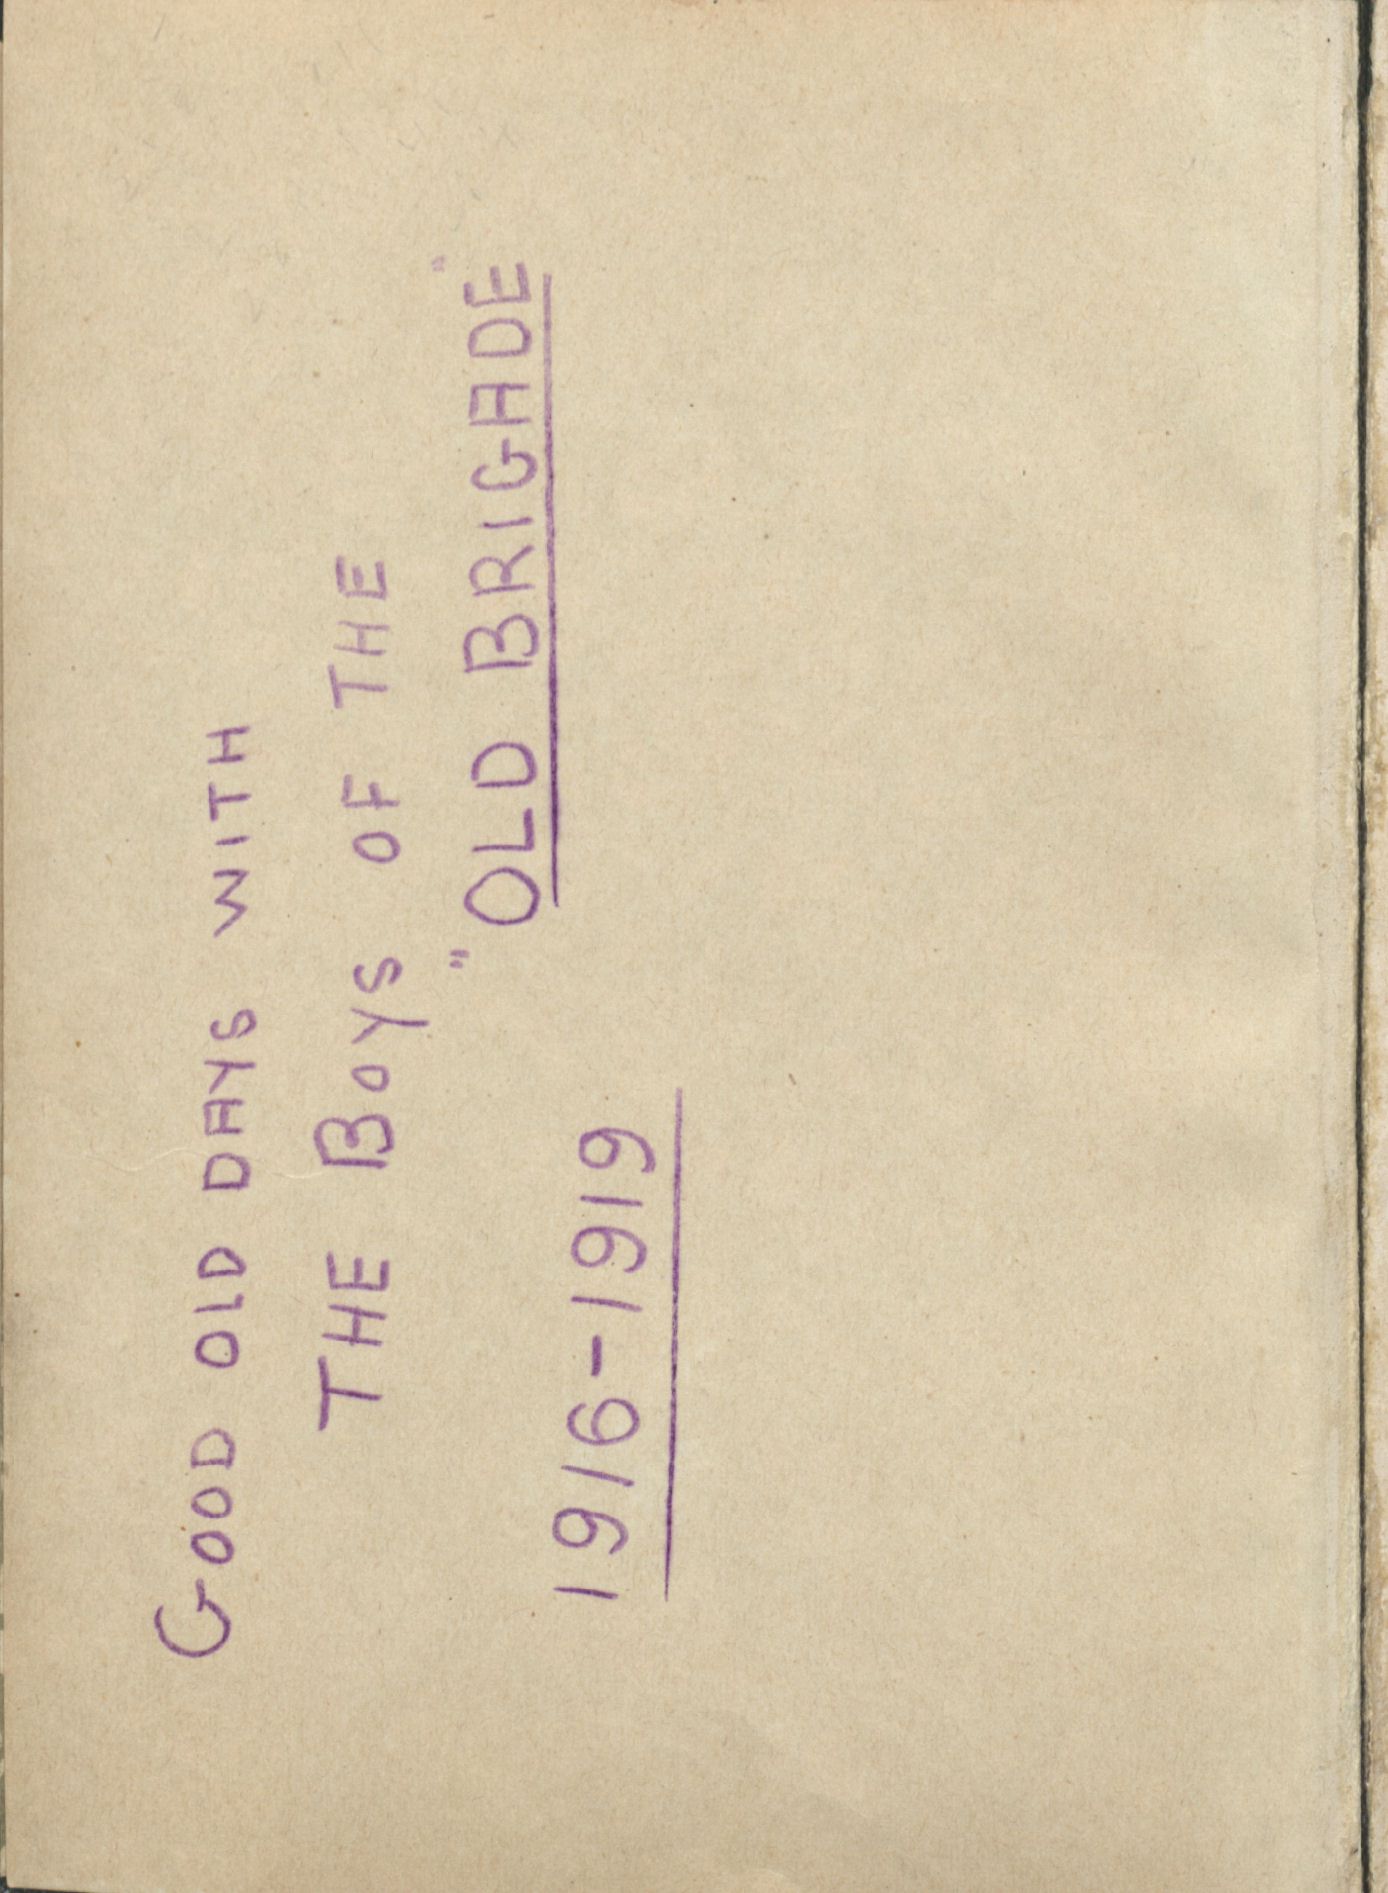 GOOD OLD DAYS WITH
THE BOYS OF THE
"OLD BRIGADE"
1916-1919